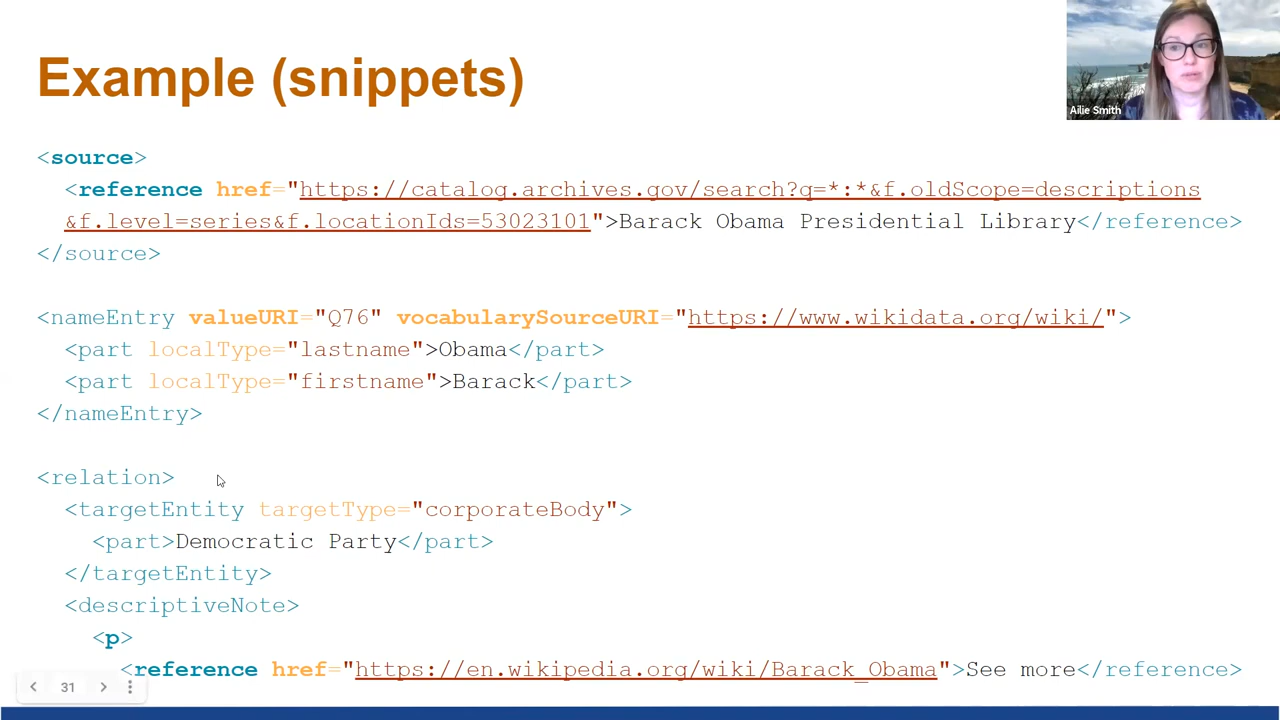 Example (snippets)
Ailie Smith
<source>
<reference href="https://catalog.archives.gov/search?q=*:*&f.oldScope=descriptions
&f.level=series&f.locationIds=53023101">Barack Obama Presidential Library</reference>
</source>
<nameEntry valueURI="Q76" vocabularySourceURI="https://www.wikidata.org/wiki/">
<part localType="lastname">Obama</part>
<part localType="firstname">Barack</part>
</nameEntry>
<relation>
<targetEntity targetType="corporateBody">
<part>Democratic Party</part>
</targetEntity>
<descriptiveNote>
<p>
<reference href="https://en.wikipedia.org/wiki/Barack_Obama">See more</reference>
31